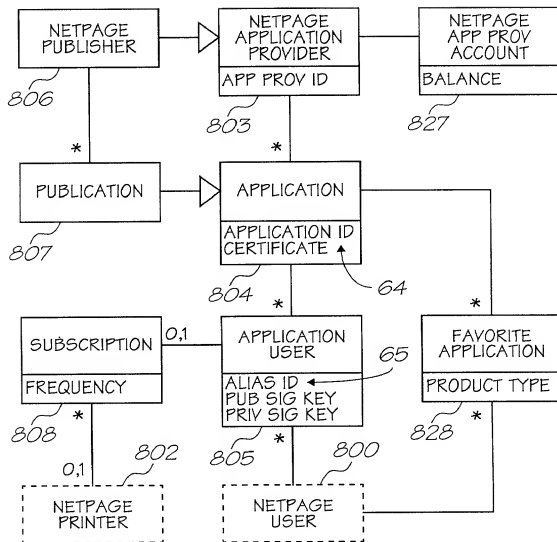 NETPAGE
PUBLISHER
806
NETPAGE
APPLICATION
PROVIDER
APP PROV ID
803
NETPAGE
APP PROV
ACCOUNT
BALANCE
827
*
*
PUBLICATION
807
APPLICATION
APPLICATION ID
CERTIFICATE
804
64
*
*
SUBSCRIPTION
FREQUENCY
808
0,1
APPLICATION
USER
ALIAS ID
PUB SIG KEY
PRIV SIG KEY
805
65
FAVORITE
APPLICATION
PRODUCT TYPE
828
*
*
*
0,1
802
NETPAGE
PRINTER
800
NETPAGE
USER